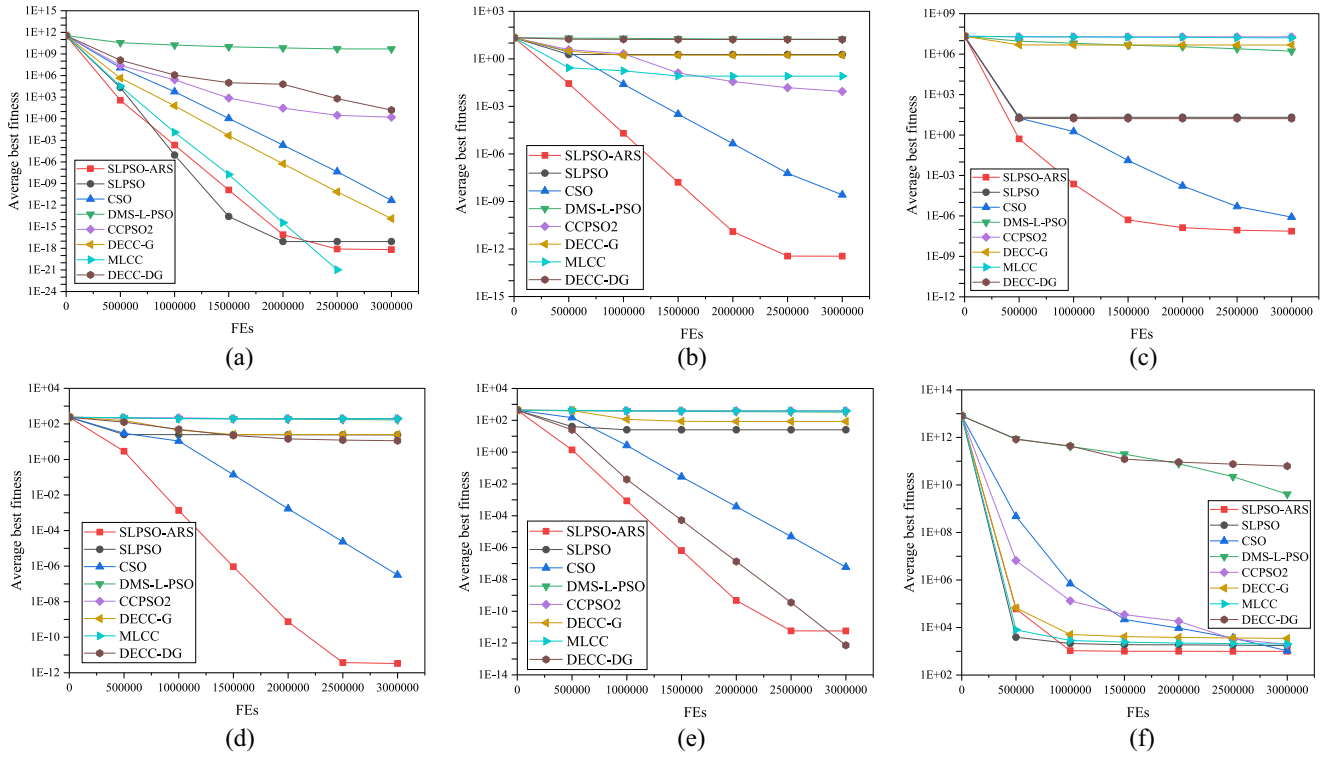 1E+15
1E+12
1E+09
1E+06
1E+03
1E+00
1E-03
1E-06
1E-09
1E-12
1E-15
1E-18
1E-21
1E-24
Average best fitness
SLPSO-ARS
SLPSO
CSO
DMS-L-PSO
CCPSO2
DECC-G
MLCC
DECC-DG
0 500000 1000000 1500000 2000000 2500000 3000000
FEs
(a)
1E+03
1E+00
1E-03
1E-06
1E-09
1E-12
1E-15
Average best fitness
SLPSO-ARS
SLPSO
CSO
DMS-L-PSO
CCPSO2
DECC-G
MLCC
DECC-DG
0 500000 1000000 1500000 2000000 2500000 3000000
FEs
(b)
1E+09
1E+06
1E+03
1E+00
1E-03
1E-06
1E-09
1E-12
Average best fitness
SLPSO-ARS
SLPSO
CSO
DMS-L-PSO
CCPSO2
DECC-G
MLCC
DECC-DG
0 500000 1000000 1500000 2000000 2500000 3000000
FEs
(c)
1E+04
1E+02
1E+00
1E-02
1E-04
1E-06
1E-08
1E-10
1E-12
Average best fitness
SLPSO-ARS
SLPSO
CSO
DMS-L-PSO
CCPSO2
DECC-G
MLCC
DECC-DG
0 500000 1000000 1500000 2000000 2500000 3000000
FEs
(d)
1E+04
1E+02
1E+00
1E-02
1E-04
1E-06
1E-08
1E-10
1E-12
1E-14
Average best fitness
SLPSO-ARS
SLPSO
CSO
DMS-L-PSO
CCPSO2
DECC-G
MLCC
DECC-DG
0 500000 1000000 1500000 2000000 2500000 3000000
FEs
(e)
1E+14
1E+12
1E+10
1E+08
1E+06
1E+04
1E+02
Average best fitness
SLPSO-ARS
SLPSO
CSO
DMS-L-PSO
CCPSO2
DECC-G
MLCC
DECC-DG
0 500000 1000000 1500000 2000000 2500000 3000000
FEs
(f)